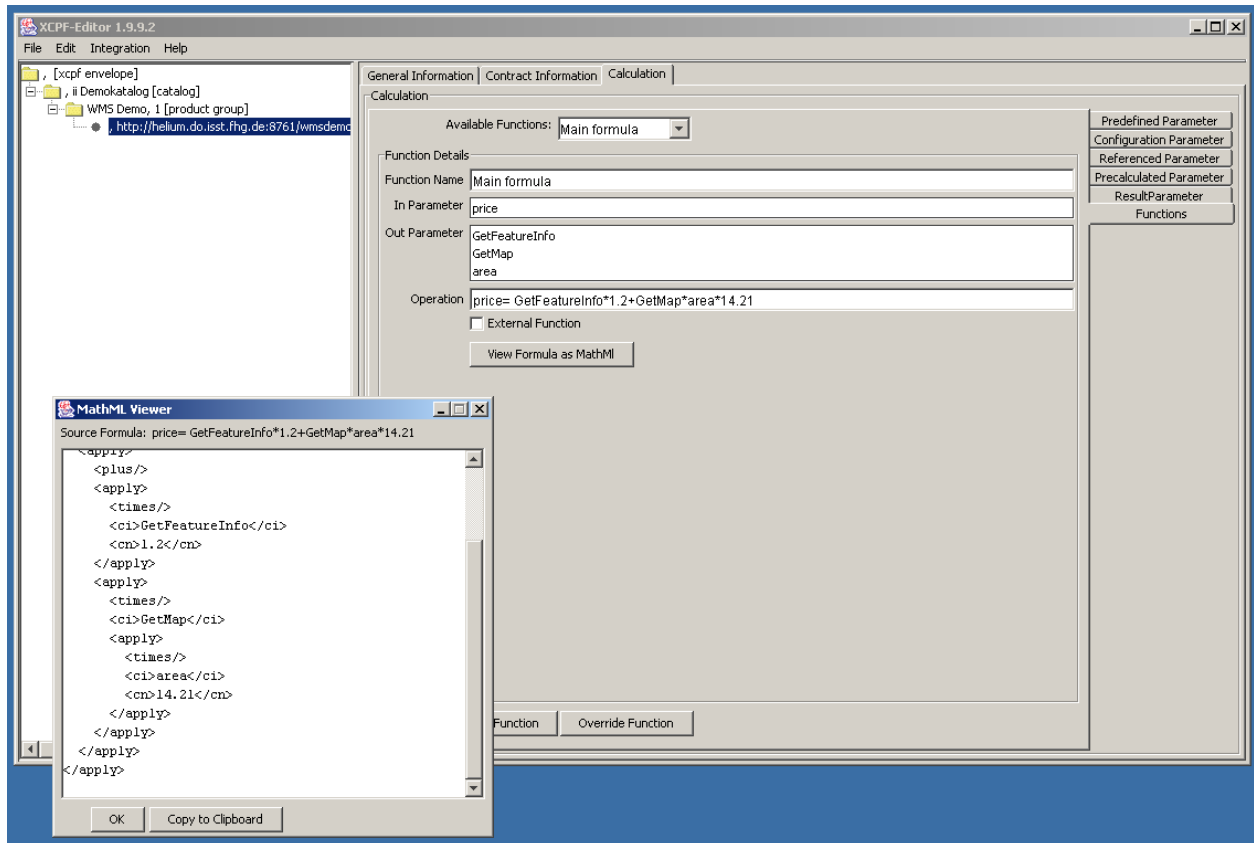 XCPF-Editor 1.9.9.2
File Edit Integration Help
, [xcpf envelope]
, ii Demokatalog [catalog]
WMS Demo, 1 [product group]
, http://helium.do.isst.fhg.de:8761/wmsdemo
General Information
Contract Information
Calculation
Calculation
Available Functions: Main formula
Function Details
Function Name Main formula
In Parameter price
Out Parameter GetFeatureInfo
GetMap
area
Operation price= GetFeatureInfo*1.2+GetMap*area*14.21
External Function
View Formula as MathMl
Function
Override Function
Predefined Parameter
Configuration Parameter
Referenced Parameter
Precalculated Parameter
ResultParameter
Functions
MathML Viewer
Source Formula: price= GetFeatureInfo*1.2+GetMap*area*14.21
<apply>
<plus/>
<apply>
<times/>
<ci>GetFeatureInfo</ci>
<cn>1.2</cn>
</apply>
<apply>
<times/>
<ci>GetMap</ci>
<apply>
<times/>
<ci>area</ci>
<cn>14.21</cn>
</apply>
</apply>
</apply>
</apply>
OK
Copy to Clipboard